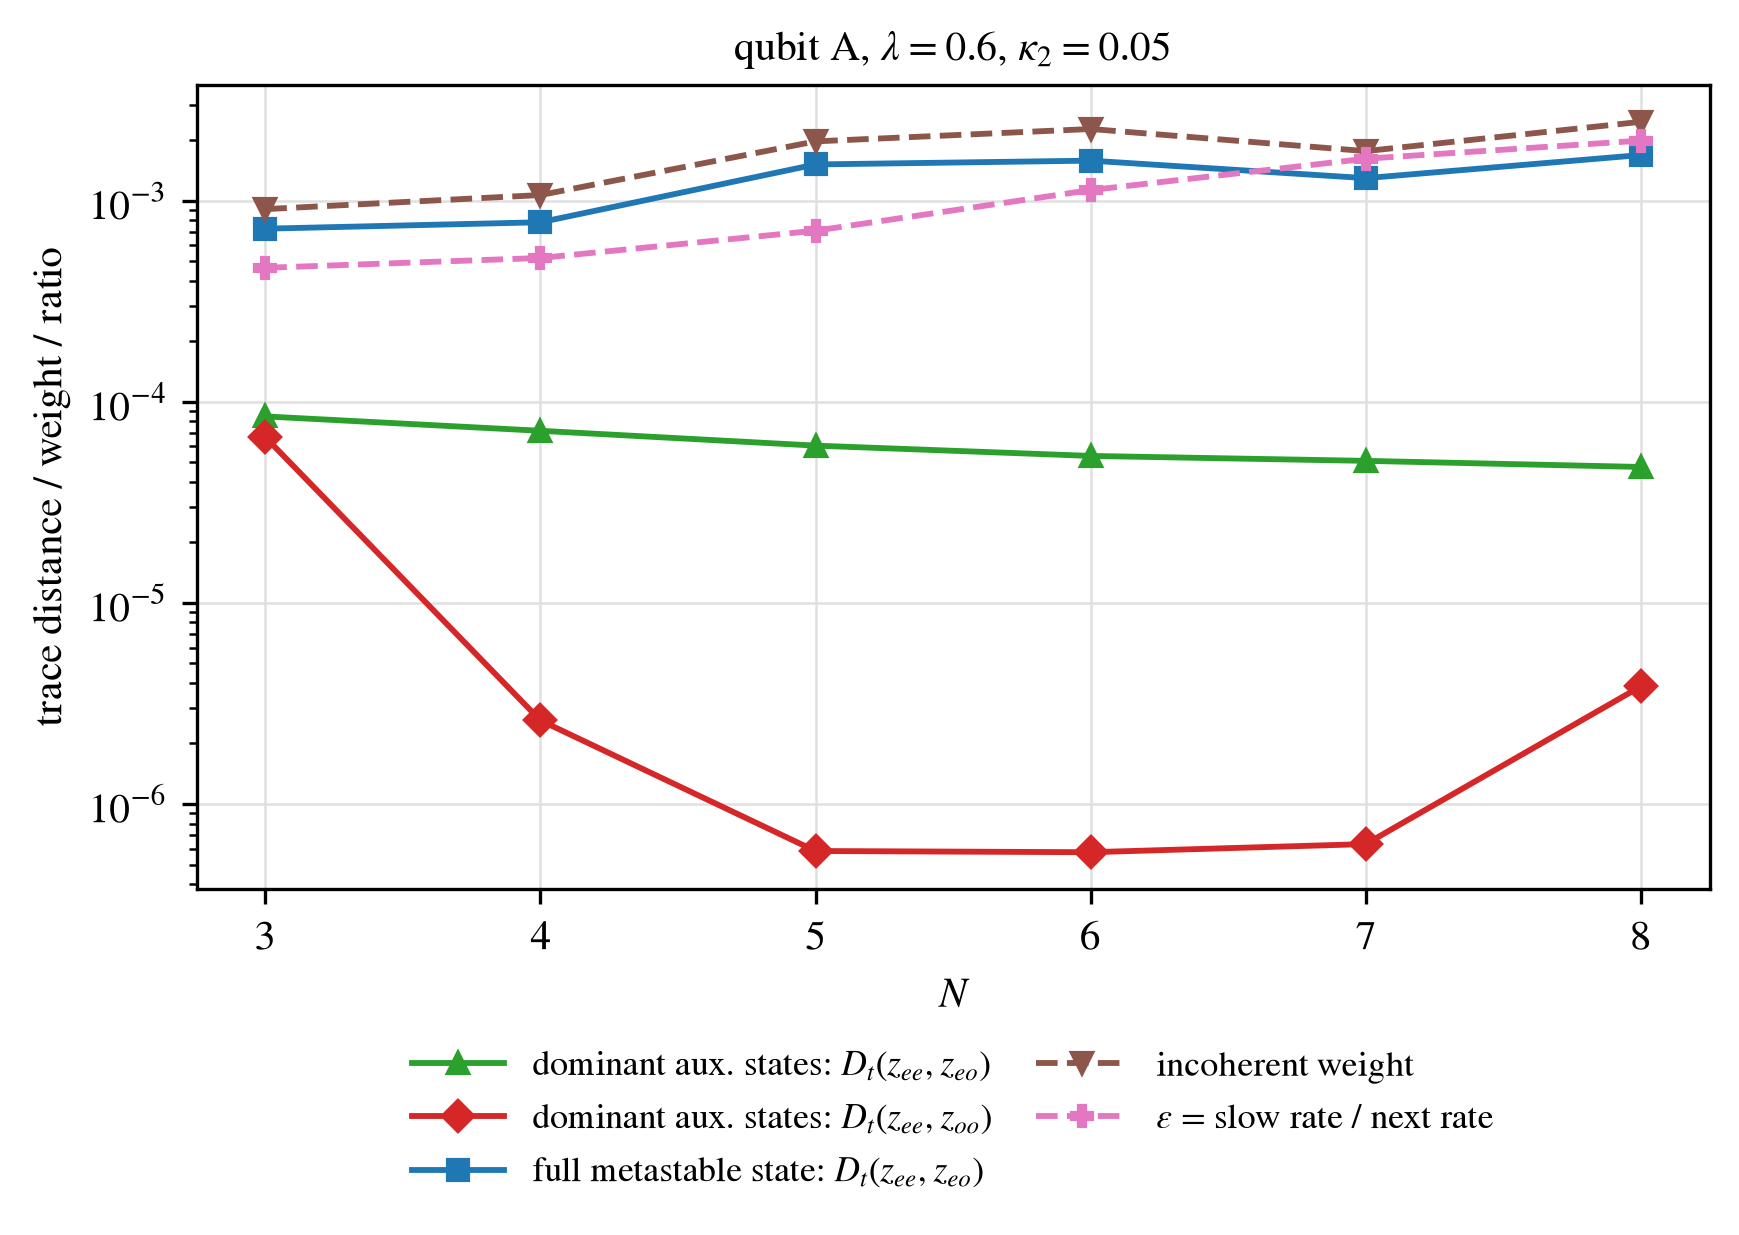 qubit A, λ = 0.6, κ₂ = 0.05
trace distance / weight / ratio
10⁻³
10⁻⁴
10⁻⁵
10⁻⁶
3 4 5 6 7 8
N
dominant aux. states: Dₜ(zₑₑ, zₑₒ)
dominant aux. states: Dₜ(zₑₑ, zₒₒ)
full metastable state: Dₜ(zₑₑ, zₑₒ)
incoherent weight
ε = slow rate / next rate